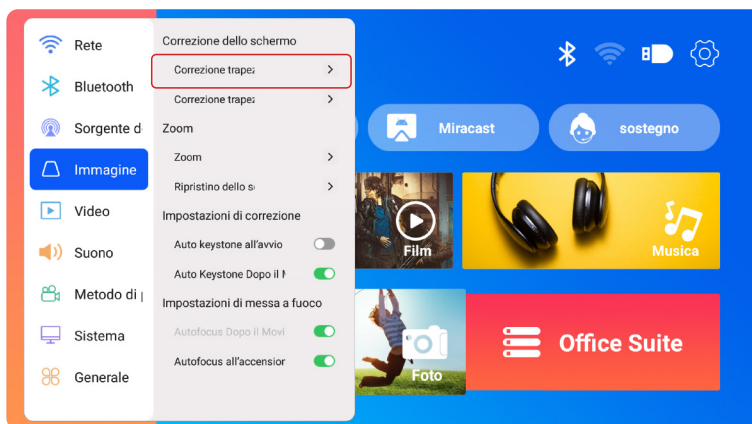 Rete
Bluetooth
Sorgente d
Immagine
Video
Suono
Metodo di
Sistema
Generale
Correzione dello schermo
Correzione trapez
Correzione trapez
Zoom
Zoom
Ripristino dello s
Impostazioni di correzione
Auto keystone all'avvio
Auto Keystone Dopo il
Impostazioni di messa a fuoco
Autofocus Dopo il Movi
Autofocus all'accension
Miracast
sostegno
Film
Musica
Foto
Office Suite